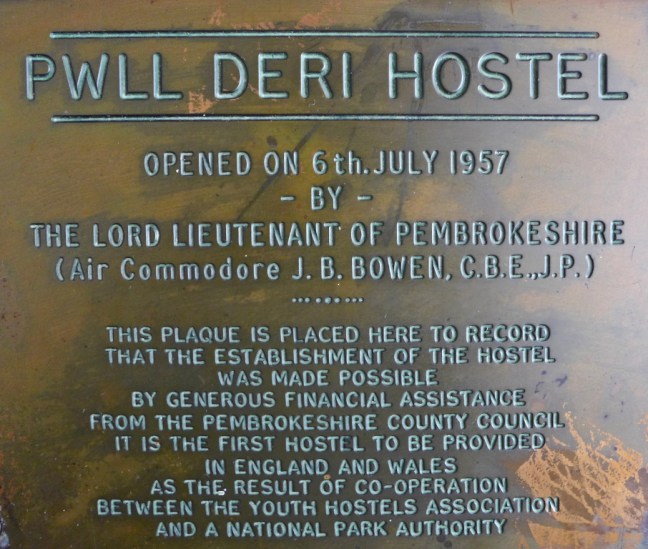 PWLL DERI HOSTEL
OPENED ON 6th. JULY 1957
- BY -
THE LORD LIEUTENANT OF PEMBROKESHIRE
(Air Commodore J. B. BOWEN, C.B.E., J.P.)
.........
THIS PLAQUE IS PLACED HERE TO RECORD
THAT THE ESTABLISHMENT OF THE HOSTEL
WAS MADE POSSIBLE
BY GENEROUS FINANCIAL ASSISTANCE
FROM THE PEMBROKESHIRE COUNTY COUNCIL
IT IS THE FIRST HOSTEL TO BE PROVIDED
IN ENGLAND AND WALES
AS THE RESULT OF CO-OPERATION
BETWEEN THE YOUTH HOSTELS ASSOCIATION
AND A NATIONAL PARK AUTHORITY